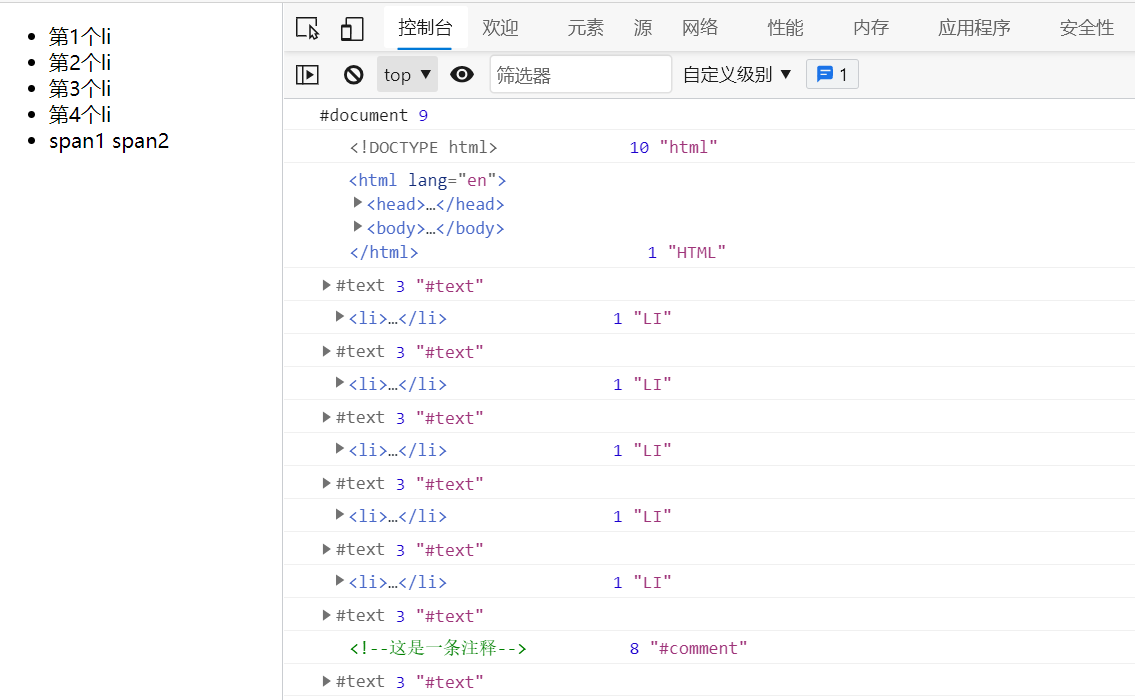 第1个li
第2个li
第3个li
第4个li
span1 span2
控制台 欢迎 元素 源 网络 性能 内存 应用程序 安全性
top ▼ 筛选器 自定义级别 ▼ 1
#document 9
<!DOCTYPE html> 10 "html"
<html lang="en">
<head>…</head>
<body>…</body>
</html> 1 "HTML"
#text 3 "#text"
<li>…</li> 1 "LI"
#text 3 "#text"
<li>…</li> 1 "LI"
#text 3 "#text"
<li>…</li> 1 "LI"
#text 3 "#text"
<li>…</li> 1 "LI"
#text 3 "#text"
<li>…</li> 1 "LI"
#text 3 "#text"
<!--这是一条注释--> 8 "#comment"
#text 3 "#text"